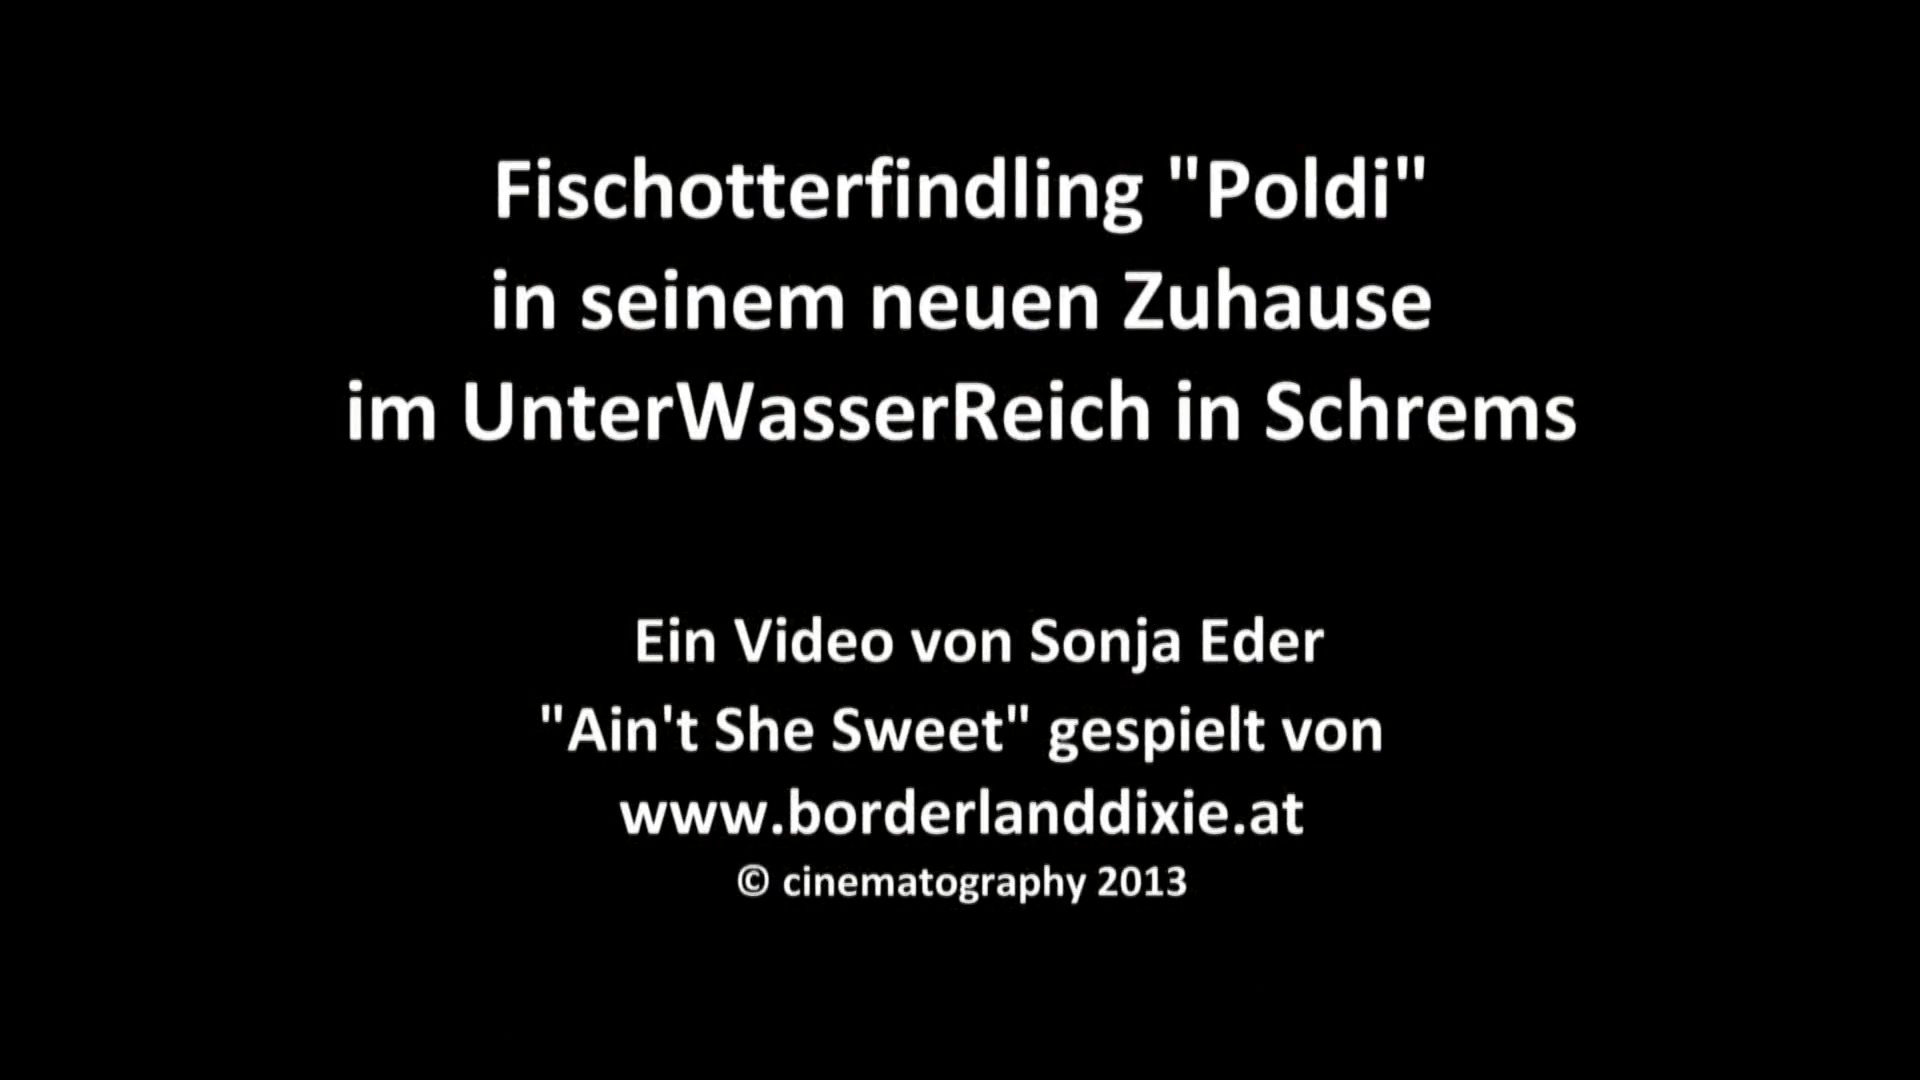 Fischotterfindling "Poldi"
in seinem neuen Zuhause
im UnterWasserReich in Schrems
Ein Video von Sonja Eder
"Ain't She Sweet" gespielt von
www.borderlanddixie.at
© cinematography 2013